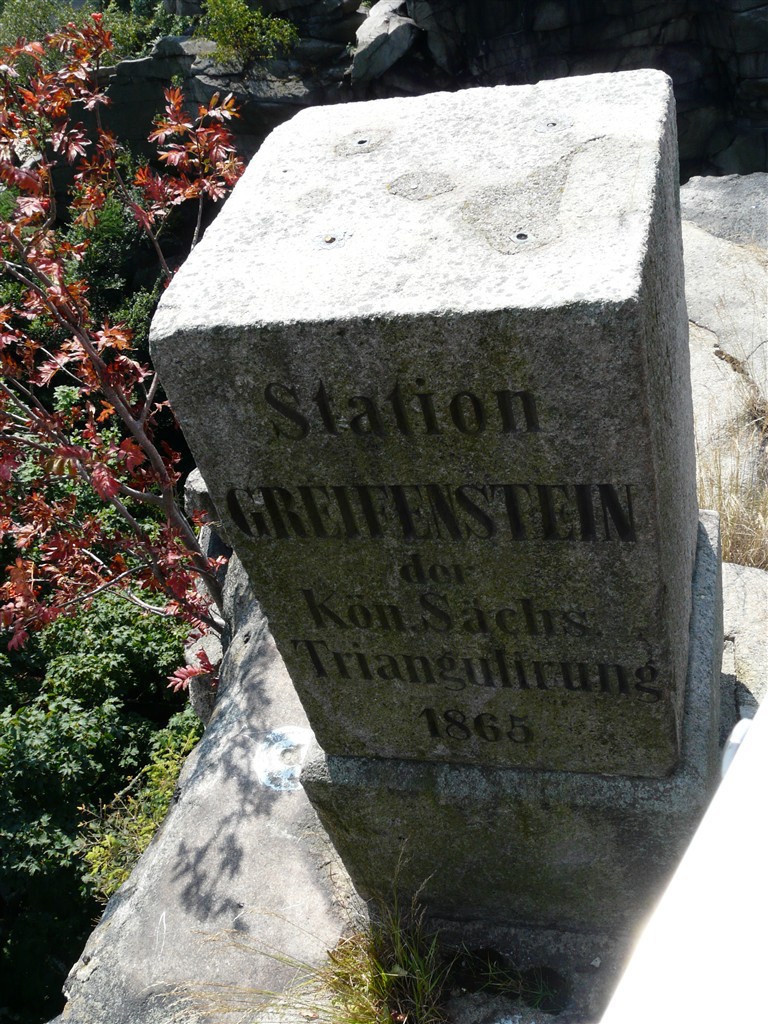 Station
GREIFENSTEIN
der
Kön. Sächs.
Triangulirung
1865